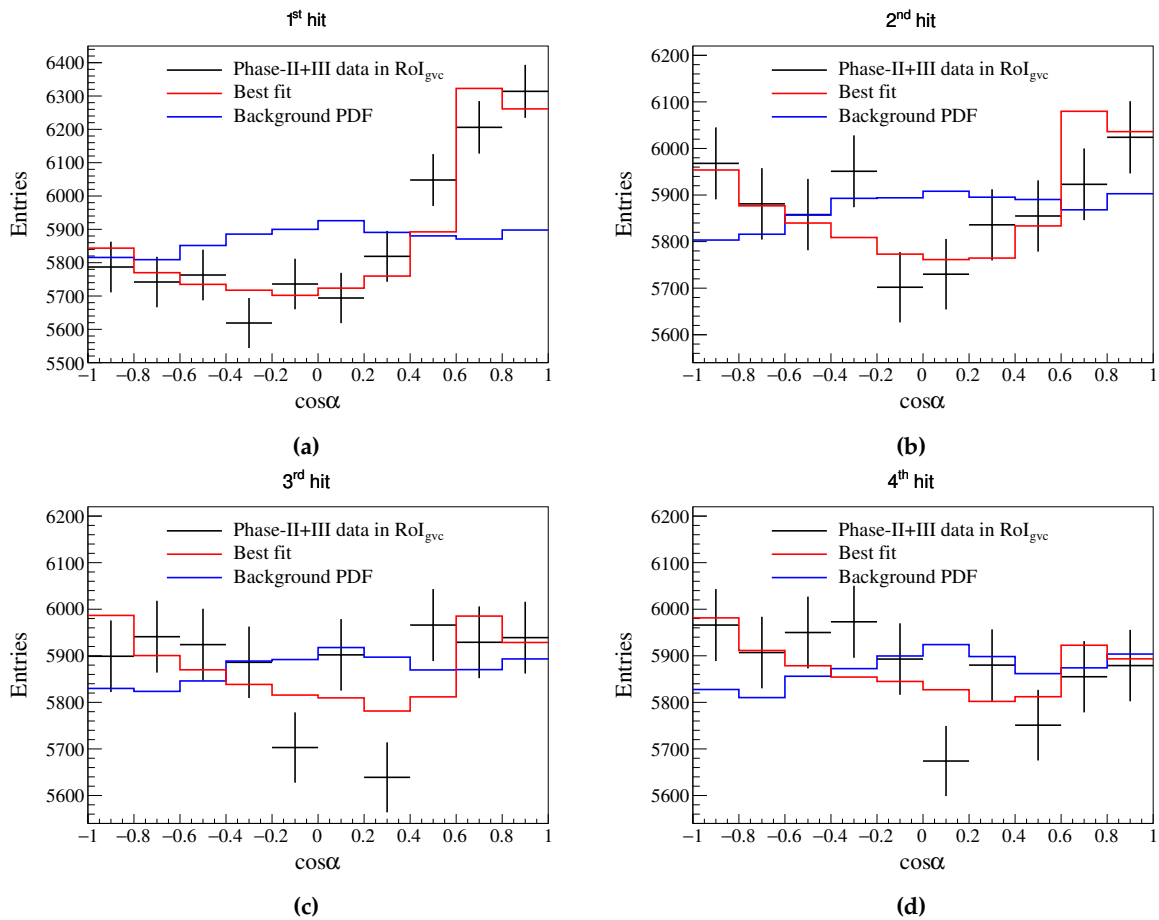 1st hit
Phase-II+III data in RoIgvc
Best fit
Background PDF
Entries
6400
6300
6200
6100
6000
5900
5800
5700
5600
5500
−1 −0.8 −0.6 −0.4 −0.2 0 0.2 0.4 0.6 0.8 1
cosα
(a)
2nd hit
Phase-II+III data in RoIgvc
Best fit
Background PDF
Entries
6200
6100
6000
5900
5800
5700
5600
−1 −0.8 −0.6 −0.4 −0.2 0 0.2 0.4 0.6 0.8 1
cosα
(b)
3rd hit
Phase-II+III data in RoIgvc
Best fit
Background PDF
Entries
6200
6100
6000
5900
5800
5700
5600
−1 −0.8 −0.6 −0.4 −0.2 0 0.2 0.4 0.6 0.8 1
cosα
(c)
4th hit
Phase-II+III data in RoIgvc
Best fit
Background PDF
Entries
6200
6100
6000
5900
5800
5700
5600
−1 −0.8 −0.6 −0.4 −0.2 0 0.2 0.4 0.6 0.8 1
cosα
(d)